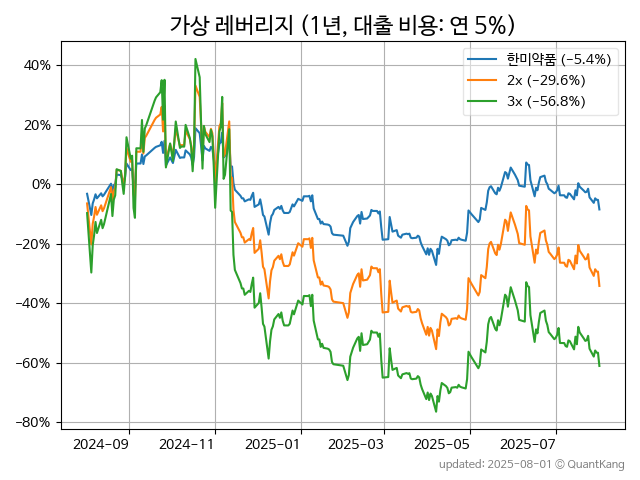 가상 레버리지 (1년, 대출 비용: 연 5%)
한미약품 (−5.4%)
2x (−29.6%)
3x (−56.8%)
40%
20%
0%
−20%
−40%
−60%
−80%
2024-09 2024-11 2025-01 2025-03 2025-05 2025-07
updated: 2025-08-01 © QuantKang